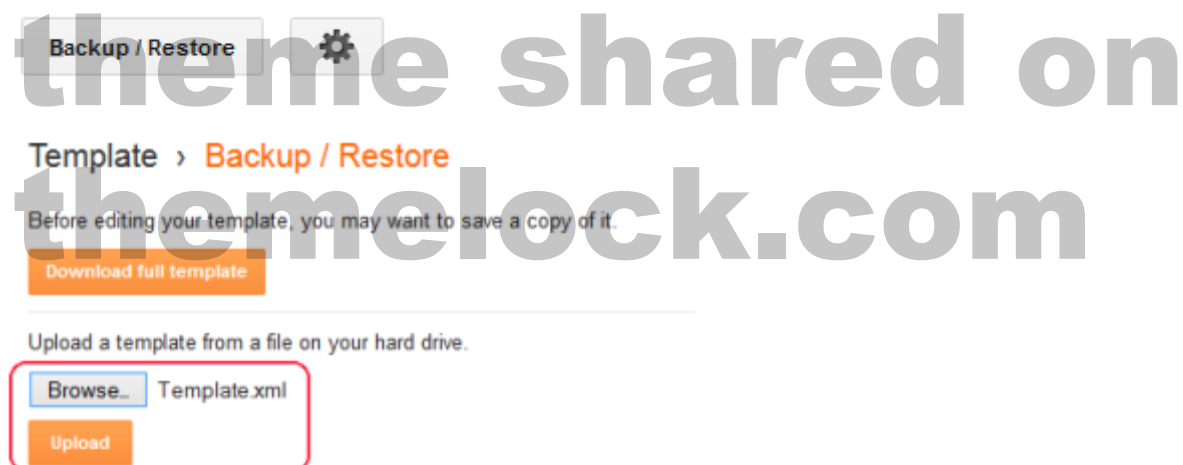 theme shared on
Backup / Restore
Template › Backup / Restore
themelock.com
Before editing your template, you may want to save a copy of it.
Download full template
Upload a template from a file on your hard drive.
Browse... Template.xml
Upload